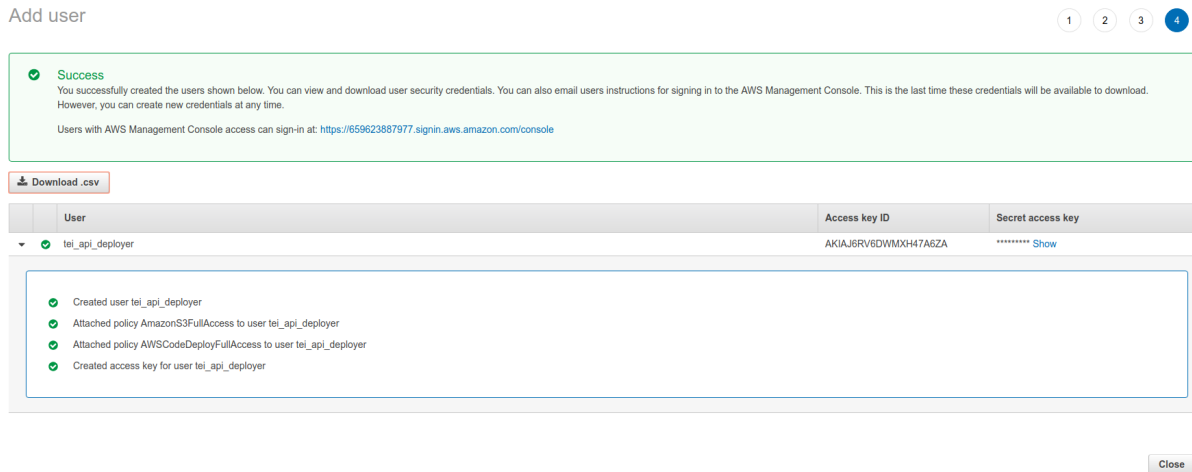 Add user
1 2 3 4
Success
You successfully created the users shown below. You can view and download user security credentials. You can also email users instructions for signing in to the AWS Management Console. This is the last time these credentials will be available to download.
However, you can create new credentials at any time.
Users with AWS Management Console access can sign-in at: https://659623887977.signin.aws.amazon.com/console
Download .csv
User Access key ID Secret access key
tei_api_deployer AKIAJ6RV6DWMXH47A6ZA ********* Show
Created user tei_api_deployer
Attached policy AmazonS3FullAccess to user tei_api_deployer
Attached policy AWSCodeDeployFullAccess to user tei_api_deployer
Created access key for user tei_api_deployer
Close